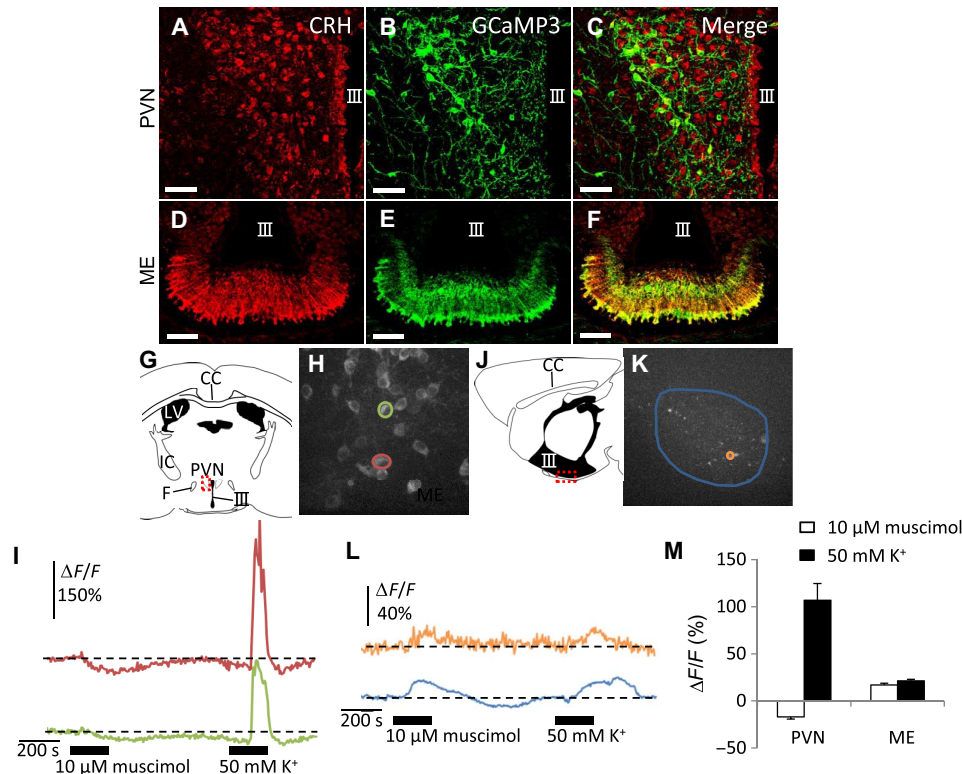 A CRH
B GCaMP3
C Merge
PVN
III
III
III
D
E
F
ME
III
III
III
G
CC
LV
IC
PVN
F
III
H
ME
J
CC
III
K
I
ΔF/F
150%
200 s
10 μM muscimol
50 mM K⁺
L
ΔF/F
40%
200 s
10 μM muscimol
50 mM K⁺
M
10 μM muscimol
50 mM K⁺
ΔF/F (%)
150
100
50
0
−50
PVN
ME